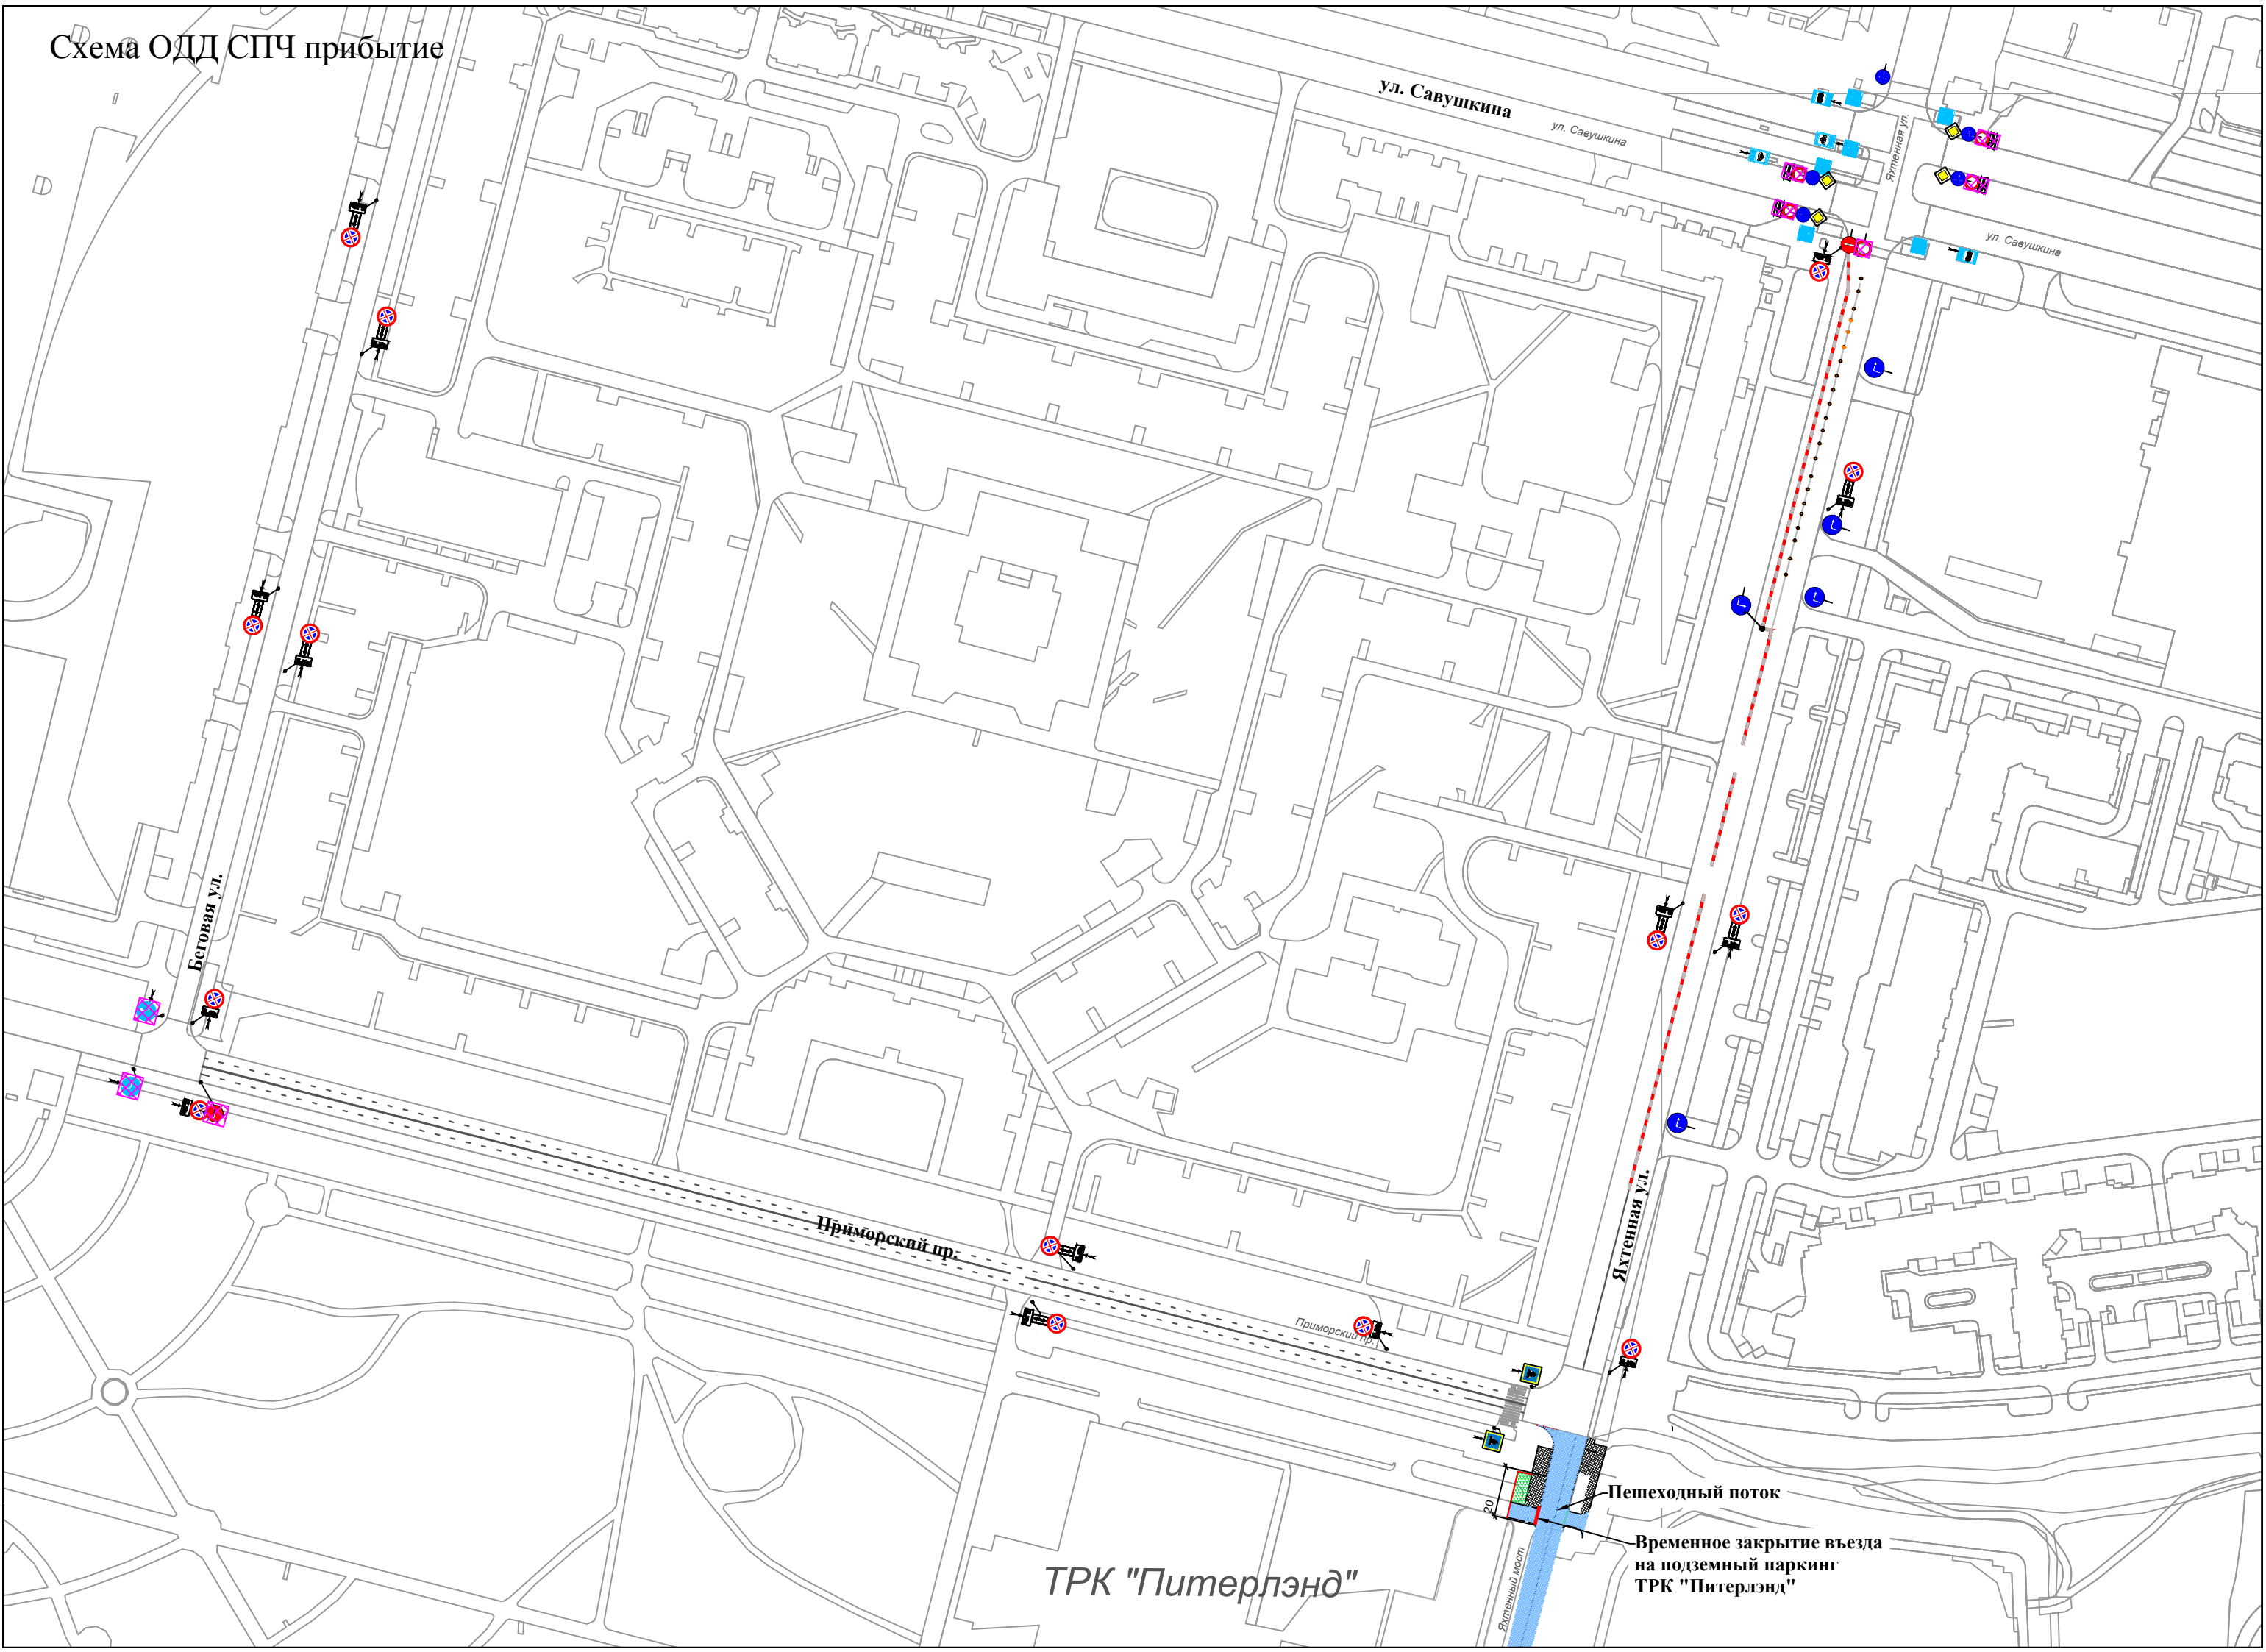 Схема ОДД СПЧ прибытие
ул. Савушкина
ул. Савушкина
Яхтенная ул.
ул. Савушкина
Беговая ул.
Приморский пр.
Яхтенная ул.
Приморский пр.
20
Пешеходный поток
Временное закрытие въезда
на подземный паркинг
ТРК "Питерлэнд"
ТРК "Питерлэнд"
Яхтенный мост